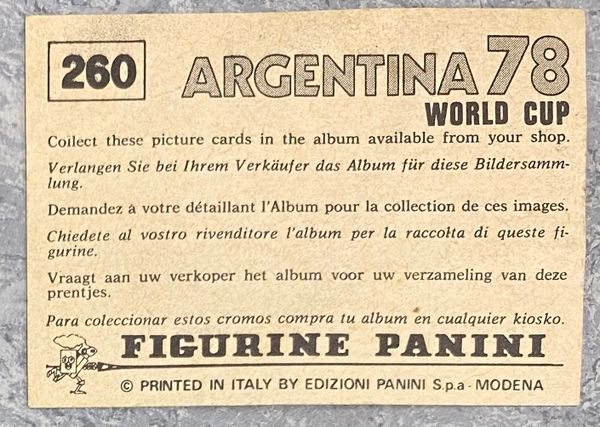 260
ARGENTINA 78
WORLD CUP
Collect these picture cards in the album available from your shop.
Verlangen Sie bei Ihrem Verkäufer das Album für diese Bildersamm-
lung.
Demandez à votre détaillant l'Album pour la collection de ces images.
Chiedete al vostro rivenditore l'album per la raccolta di queste fi-
gurine.
Vraagt aan uw verkoper het album voor uw verzameling van deze
prentjes.
Para coleccionar estos cromos compra tu album en cualquier kiosko.
FIGURINE PANINI
© PRINTED IN ITALY BY EDIZIONI PANINI S.p.a - MODENA